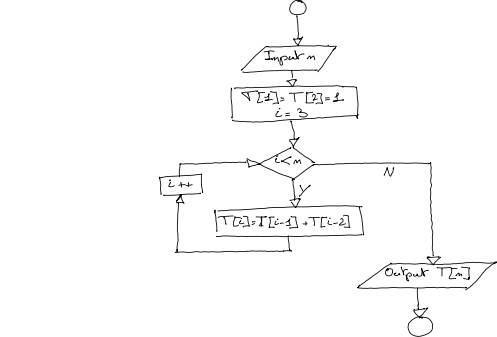 Input n
T[1]=T[2]=1
i=3
i<n
N
i++
Y
T[i]=T[i-1]+T[i-2]
Output T[n]